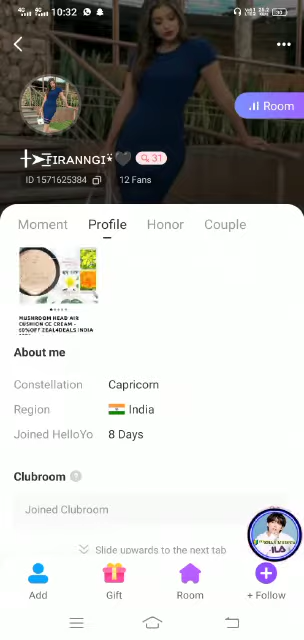 10:32
Room
╋➤ƑIRANNGI 🖤 31
ID 1571625384 12 Fans
Moment Profile Honor Couple
MUSHROOM HEAD AIR
CUSHION CC CREAM -
About me
Constellation Capricorn
Region India
Joined HelloYo 8 Days
Clubroom ?
Joined Clubroom
Slide upwards to the next tab
Add Gift Room + Follow